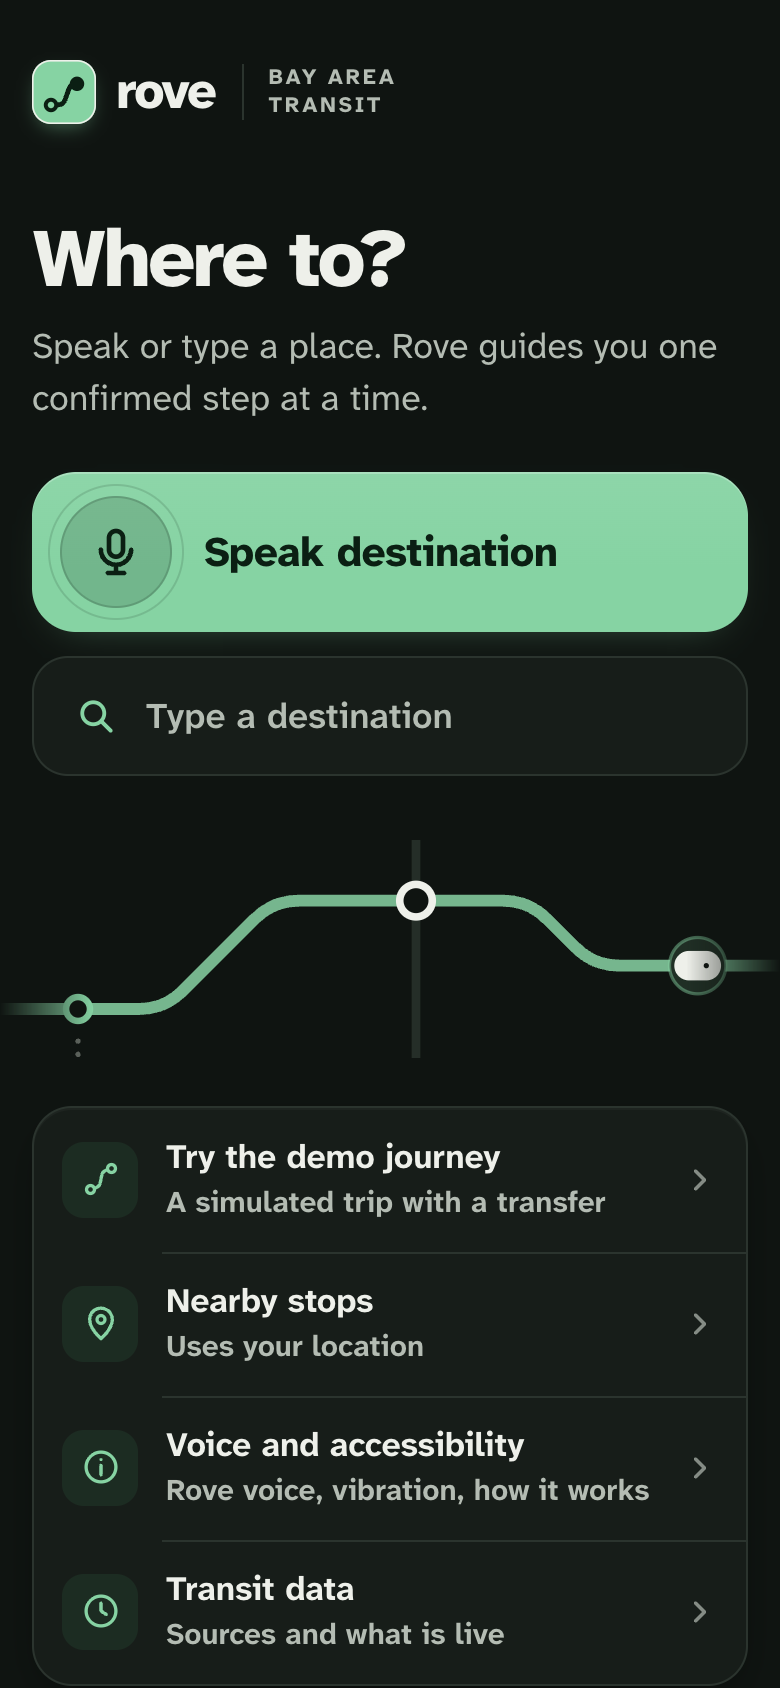 rove
BAY AREA
TRANSIT
Where to?
Speak or type a place. Rove guides you one
confirmed step at a time.
Speak destination
Type a destination
Try the demo journey
A simulated trip with a transfer
Nearby stops
Uses your location
Voice and accessibility
Rove voice, vibration, how it works
Transit data
Sources and what is live